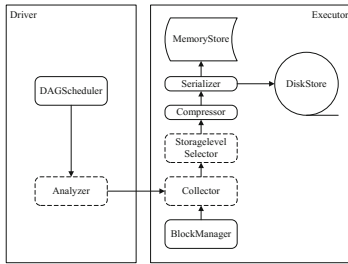 Driver
Executor
MemoryStore
Serializer
DiskStore
DAGScheduler
Compressor
Storagelevel
Selector
Analyzer
Collector
BlockManager